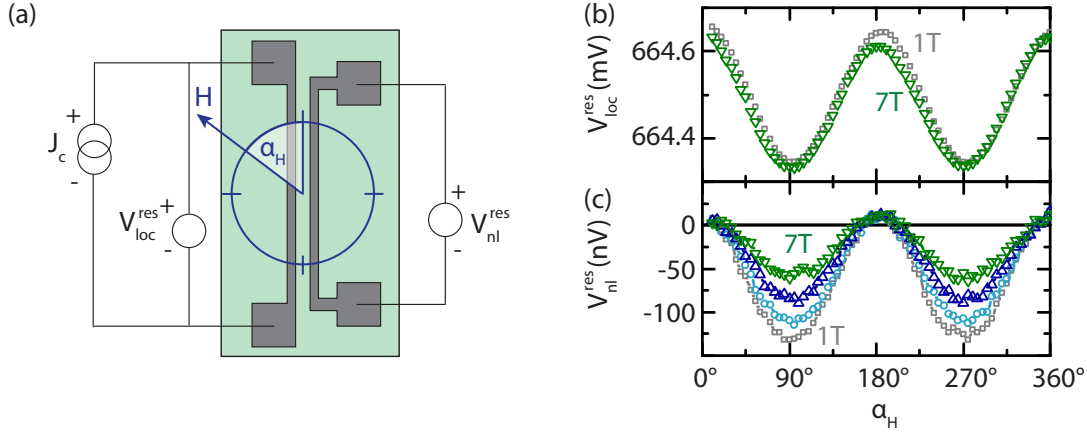 (a)
H
α_H
+
J_c
-
+
V_loc^res
-
+
V_nl^res
-
(b)
V_loc^res (mV)
664.6
664.4
1T
7T
(c)
V_nl^res (nV)
0
-50
-100
7T
1T
0
90°
180°
270°
360°
α_H